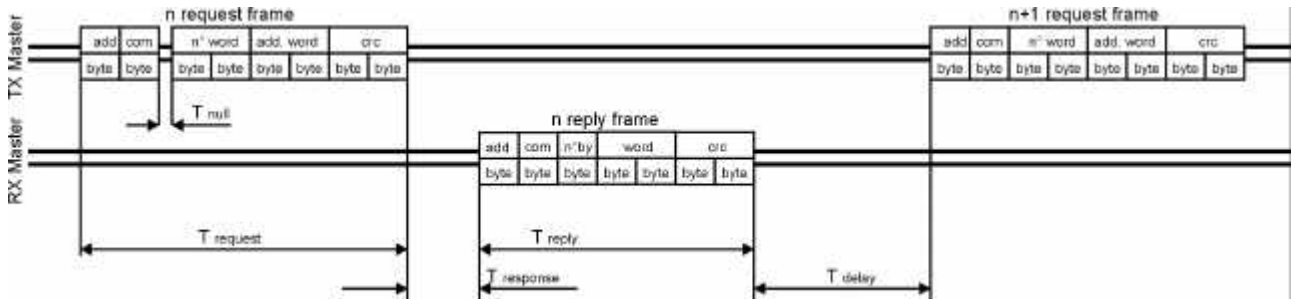 n request frame
n+1 request frame
TX Master
add com n° word add. word crc
add com n° word add. word crc
byte byte byte byte byte byte byte byte
byte byte byte byte byte byte byte byte
T null
n reply frame
RX Master
add com n°by word crc
byte byte byte byte byte byte byte
T request
T reply
T response
T delay